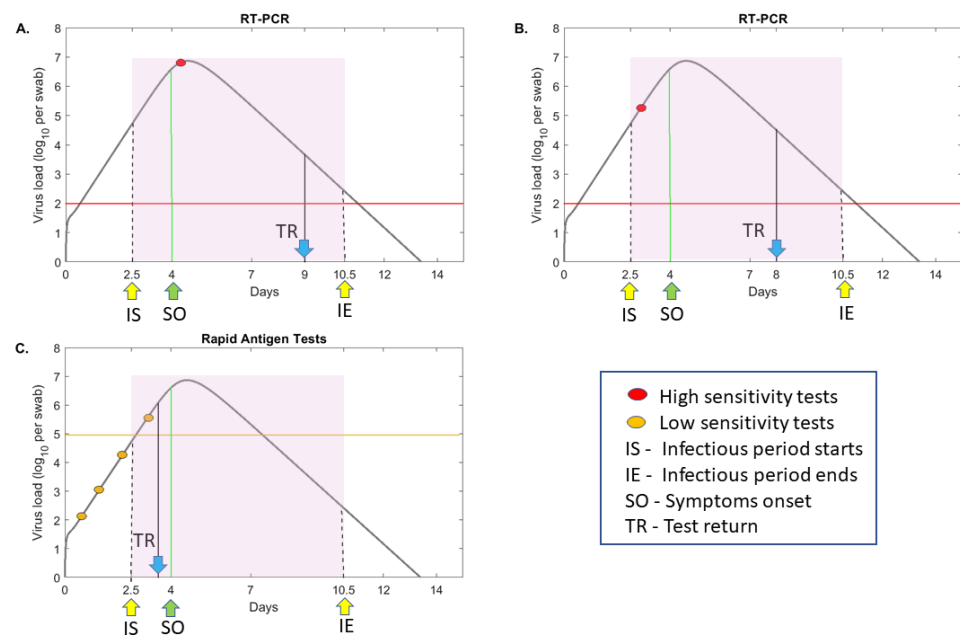 RT-PCR
A.
Virus load (log10 per swab)
8
7
6
5
4
3
2
1
0
TR
0 2.5 4 7 9 10.5 12 14
Days
IS SO IE
RT-PCR
B.
Virus load (log10 per swab)
8
7
6
5
4
3
2
1
0
TR
0 2.5 4 7 8 10.5 12 14
Days
IS SO IE
Rapid Antigen Tests
C.
Virus load (log10 per swab)
8
7
6
5
4
3
2
1
0
TR
0 2.5 4 7 10.5 12 14
Days
IS SO IE
High sensitivity tests
Low sensitivity tests
IS - Infectious period starts
IE - Infectious period ends
SO - Symptoms onset
TR - Test return